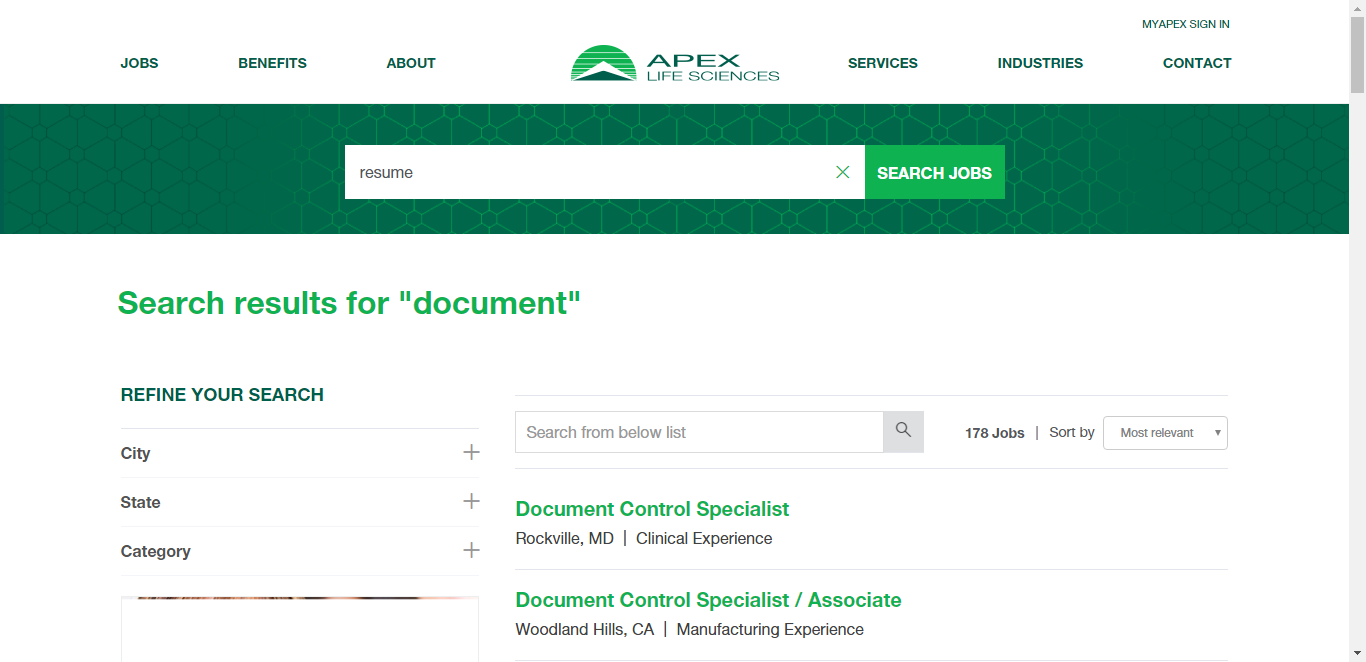 MYAPEX SIGN IN
JOBS BENEFITS ABOUT APEX LIFE SCIENCES SERVICES INDUSTRIES CONTACT
resume SEARCH JOBS
Search results for "document"
REFINE YOUR SEARCH
City
State
Category
Search from below list
178 Jobs | Sort by Most relevant
Document Control Specialist
Rockville, MD | Clinical Experience
Document Control Specialist / Associate
Woodland Hills, CA | Manufacturing Experience